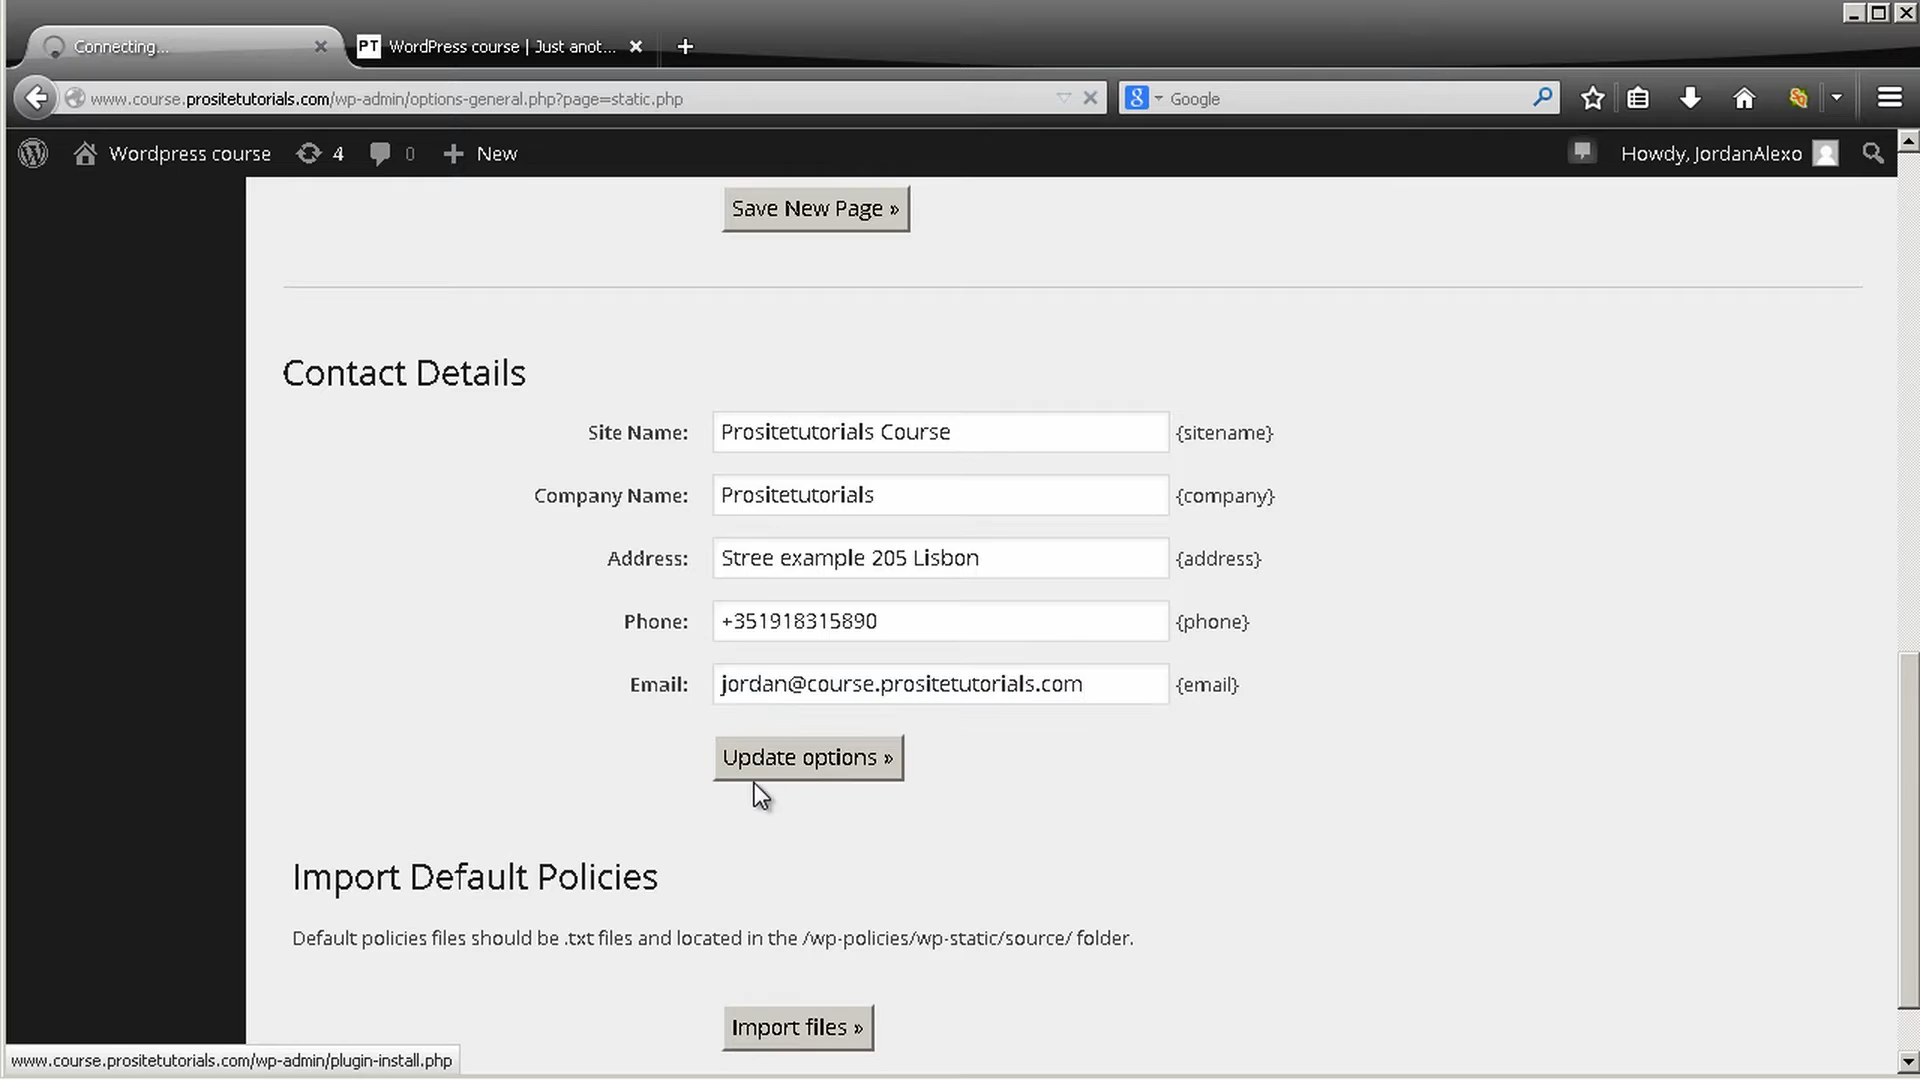 Connecting...
PT WordPress course | Just anot...
www.course.prositetutorials.com/wp-admin/options-general.php?page=static.php
8 Google
Wordpress course 4 0 New
Howdy, JordanAlexo
Save New Page »
Contact Details
Site Name: Prositetutorials Course {sitename}
Company Name: Prositetutorials {company}
Address: Stree example 205 Lisbon {address}
Phone: +351918315890 {phone}
Email: jordan@course.prositetutorials.com {email}
Update options »
Import Default Policies
Default policies files should be .txt files and located in the /wp-policies/wp-static/source/ folder.
Import files »
www.course.prositetutorials.com/wp-admin/plugin-install.php